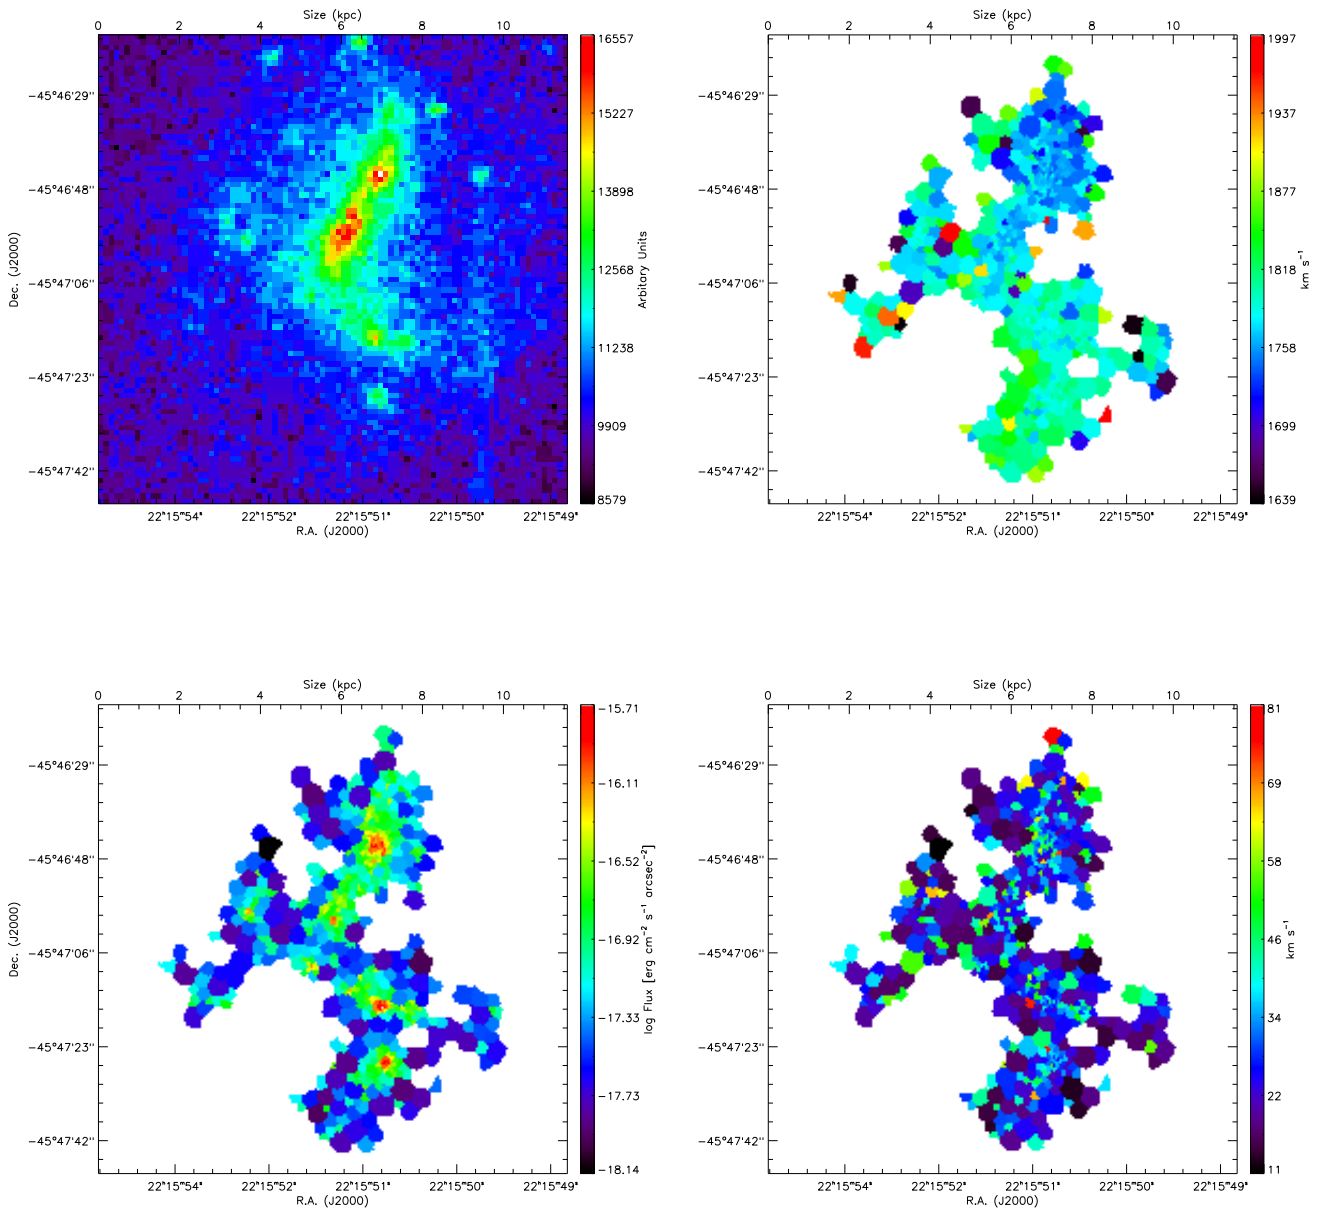 Size (kpc)
0 2 4 6 8 10
Dec. (J2000)
−45°46'29''
−45°46'48''
−45°47'06''
−45°47'23''
−45°47'42''
22ʰ15ᵐ54ˢ 22ʰ15ᵐ52ˢ 22ʰ15ᵐ51ˢ 22ʰ15ᵐ50ˢ 22ʰ15ᵐ49ˢ
R.A. (J2000)
16557
15227
13898
12568
11238
9909
8579
Arbitary Units
Size (kpc)
0 2 4 6 8 10
−45°46'29''
−45°46'48''
−45°47'06''
−45°47'23''
−45°47'42''
22ʰ15ᵐ54ˢ 22ʰ15ᵐ52ˢ 22ʰ15ᵐ51ˢ 22ʰ15ᵐ50ˢ 22ʰ15ᵐ49ˢ
R.A. (J2000)
1997
1937
1877
1818
1758
1699
1639
km s⁻¹
Size (kpc)
0 2 4 6 8 10
Dec. (J2000)
−45°46'29''
−45°46'48''
−45°47'06''
−45°47'23''
−45°47'42''
22ʰ15ᵐ54ˢ 22ʰ15ᵐ52ˢ 22ʰ15ᵐ51ˢ 22ʰ15ᵐ50ˢ 22ʰ15ᵐ49ˢ
R.A. (J2000)
−15.71
−16.11
−16.52
−16.92
−17.33
−17.73
−18.14
log Flux [erg cm⁻² s⁻¹ arcsec⁻²]
Size (kpc)
0 2 4 6 8 10
−45°46'29''
−45°46'48''
−45°47'06''
−45°47'23''
−45°47'42''
22ʰ15ᵐ54ˢ 22ʰ15ᵐ52ˢ 22ʰ15ᵐ51ˢ 22ʰ15ᵐ50ˢ 22ʰ15ᵐ49ˢ
R.A. (J2000)
81
69
58
46
34
22
11
km s⁻¹